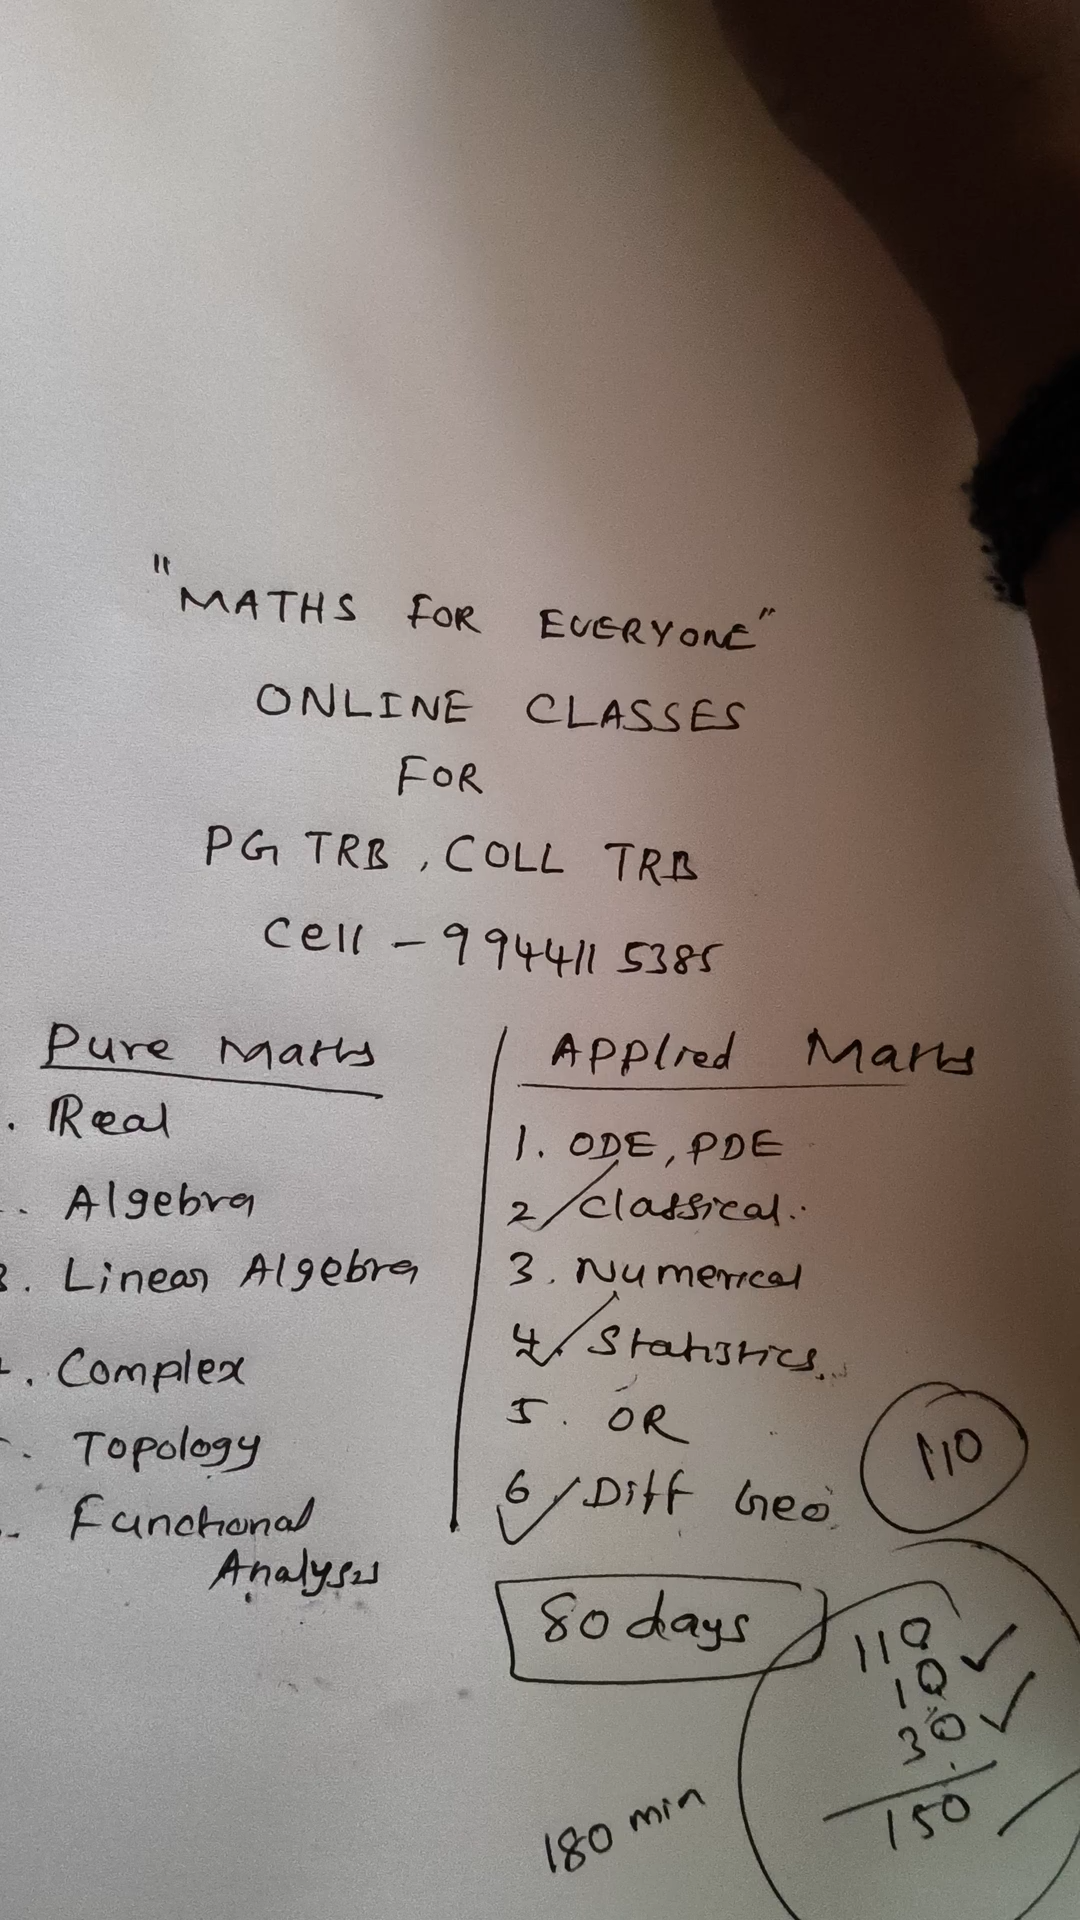 "MATHS FOR EVERYONE"
ONLINE CLASSES
FOR
PG TRB, COLL TRB
Cell - 9944115385
Pure Maths
. Real
. Algebra
3. Linear Algebra
. Complex
. Topology
. Functional
Analysis
Applied Maths
1. ODE, PDE
2 Classical
3. Numerical
4. Statistics
5. OR
6 Diff Geo
110
80 days
110
10
30
150
180 min